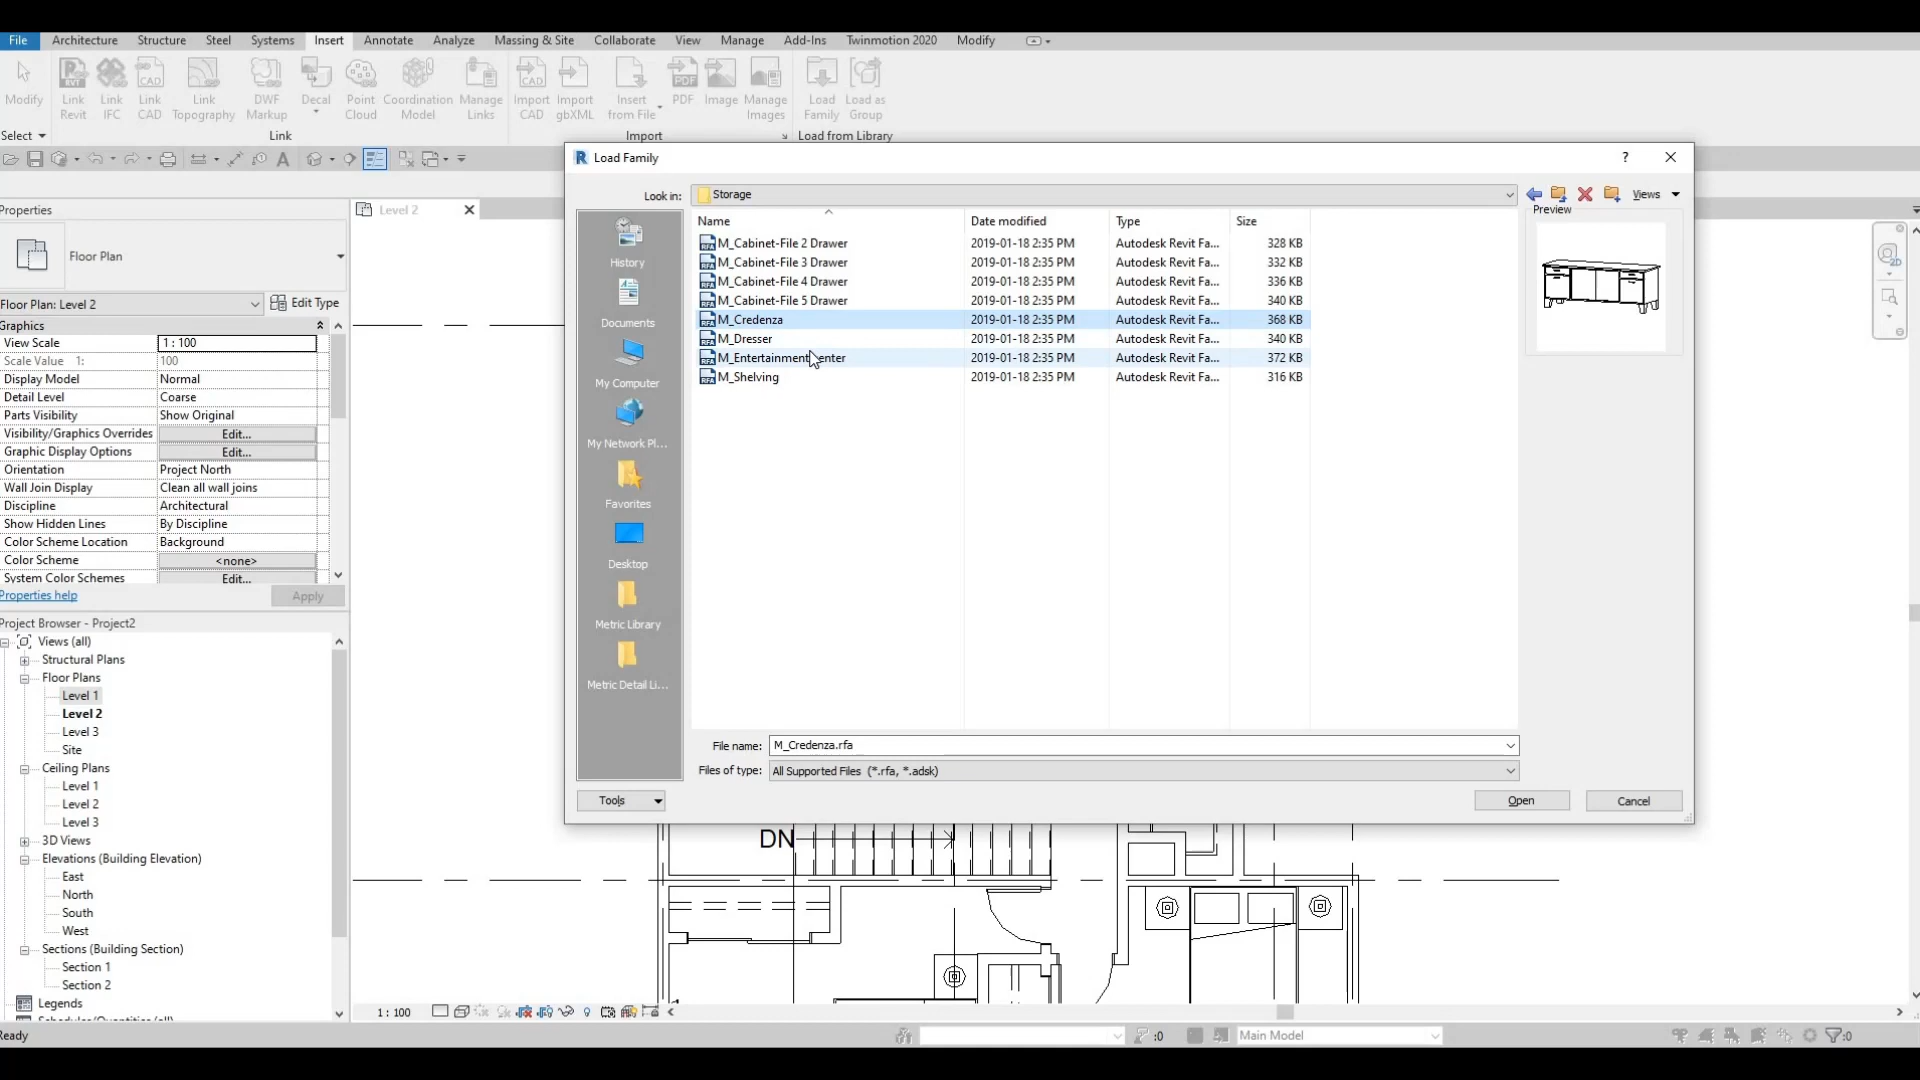 File Architecture Structure Steel Systems Insert Annotate Analyze Massing & Site Collaborate View Manage Add-Ins Twinmotion 2020 Modify
Modify
Link Revit
Link IFC
Link CAD
Link Topography
DWF Markup
Decal
Point Cloud
Coordination Model
Manage Links
Import CAD
Import gbXML
Insert from File
PDF
Image
Manage Images
Load Family
Load as Group
Select
Link
Import
Load from Library
Properties
Level 2
Floor Plan
Floor Plan: Level 2
Edit Type
Graphics
View Scale 1 : 100
Scale Value 1: 100
Display Model Normal
Detail Level Coarse
Parts Visibility Show Original
Visibility/Graphics Overrides Edit...
Graphic Display Options Edit...
Orientation Project North
Wall Join Display Clean all wall joins
Discipline Architectural
Show Hidden Lines By Discipline
Color Scheme Location Background
Color Scheme <none>
System Color Schemes Edit...
Properties help
Apply
Project Browser - Project2
Views (all)
Structural Plans
Floor Plans
Level 1
Level 2
Level 3
Site
Ceiling Plans
Level 1
Level 2
Level 3
3D Views
Elevations (Building Elevation)
East
North
South
West
Sections (Building Section)
Section 1
Section 2
Legends
Ready
Load Family
?
Look in: Storage
Views
Preview
History
Documents
My Computer
My Network Pl...
Favorites
Desktop
Metric Library
Metric Detail Li...
Name Date modified Type Size
M_Cabinet-File 2 Drawer 2019-01-18 2:35 PM Autodesk Revit Fa... 328 KB
M_Cabinet-File 3 Drawer 2019-01-18 2:35 PM Autodesk Revit Fa... 332 KB
M_Cabinet-File 4 Drawer 2019-01-18 2:35 PM Autodesk Revit Fa... 336 KB
M_Cabinet-File 5 Drawer 2019-01-18 2:35 PM Autodesk Revit Fa... 340 KB
M_Credenza 2019-01-18 2:35 PM Autodesk Revit Fa... 368 KB
M_Dresser 2019-01-18 2:35 PM Autodesk Revit Fa... 340 KB
M_Entertainment Center 2019-01-18 2:35 PM Autodesk Revit Fa... 372 KB
M_Shelving 2019-01-18 2:35 PM Autodesk Revit Fa... 316 KB
File name: M_Credenza.rfa
Files of type: All Supported Files (*.rfa, *.adsk)
Tools
Open
Cancel
DN
1 : 100
:0
Main Model
:0